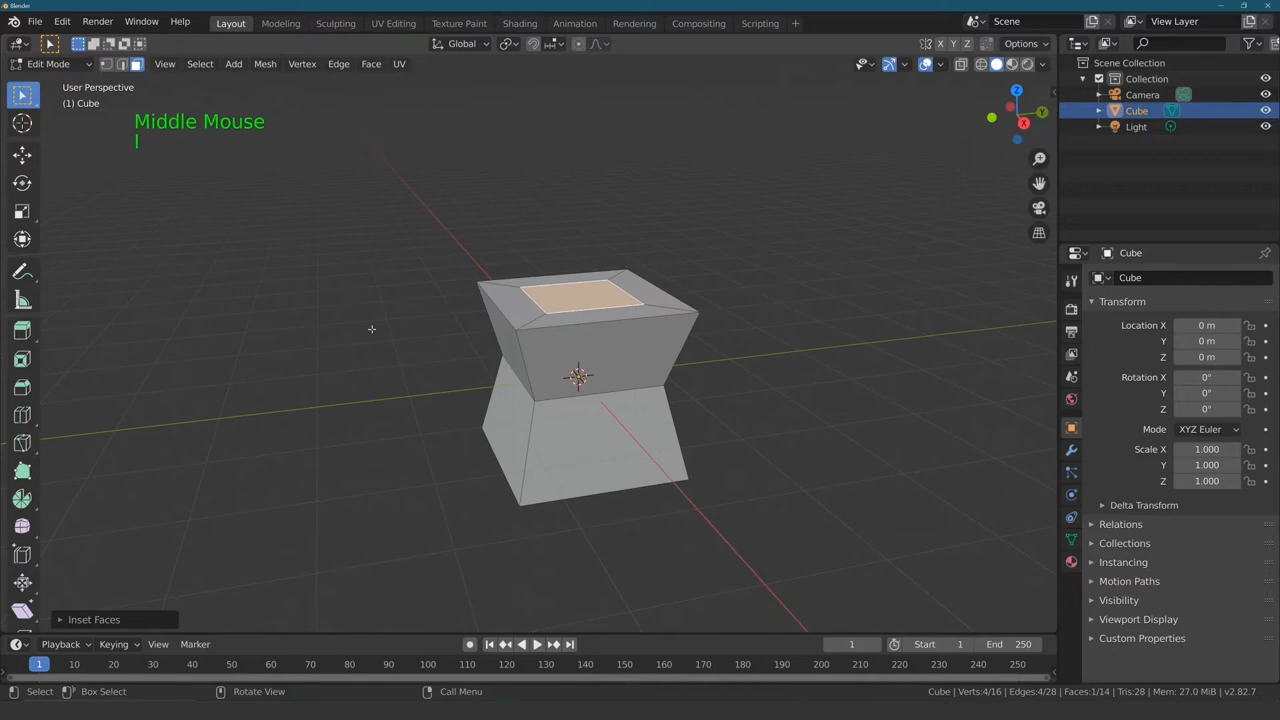 Blender
File Edit Render Window Help Layout Modeling Sculpting UV Editing Texture Paint Shading Animation Rendering Compositing Scripting + Scene View Layer
Global X Y Z Options
Edit Mode View Select Add Mesh Vertex Edge Face UV
Scene Collection
Collection
Camera
Cube
Light
User Perspective
(1) Cube
Middle Mouse
I
Z
Y
X
Cube
Cube
Transform
Location X 0 m
Y 0 m
Z 0 m
Rotation X 0°
Y 0°
Z 0°
Mode XYZ Euler
Scale X 1.000
Y 1.000
Z 1.000
Delta Transform
Relations
Collections
Instancing
Motion Paths
Visibility
Viewport Display
Custom Properties
Inset Faces
Playback Keying View Marker 1 Start 1 End 250
1 10 20 30 40 50 60 70 80 90 100 110 120 130 140 150 160 170 180 190 200 210 220 230 240 250
Select Box Select Rotate View Call Menu Cube | Verts:4/16 | Edges:4/28 | Faces:1/14 | Tris:28 | Mem: 27.0 MiB | v2.82.7